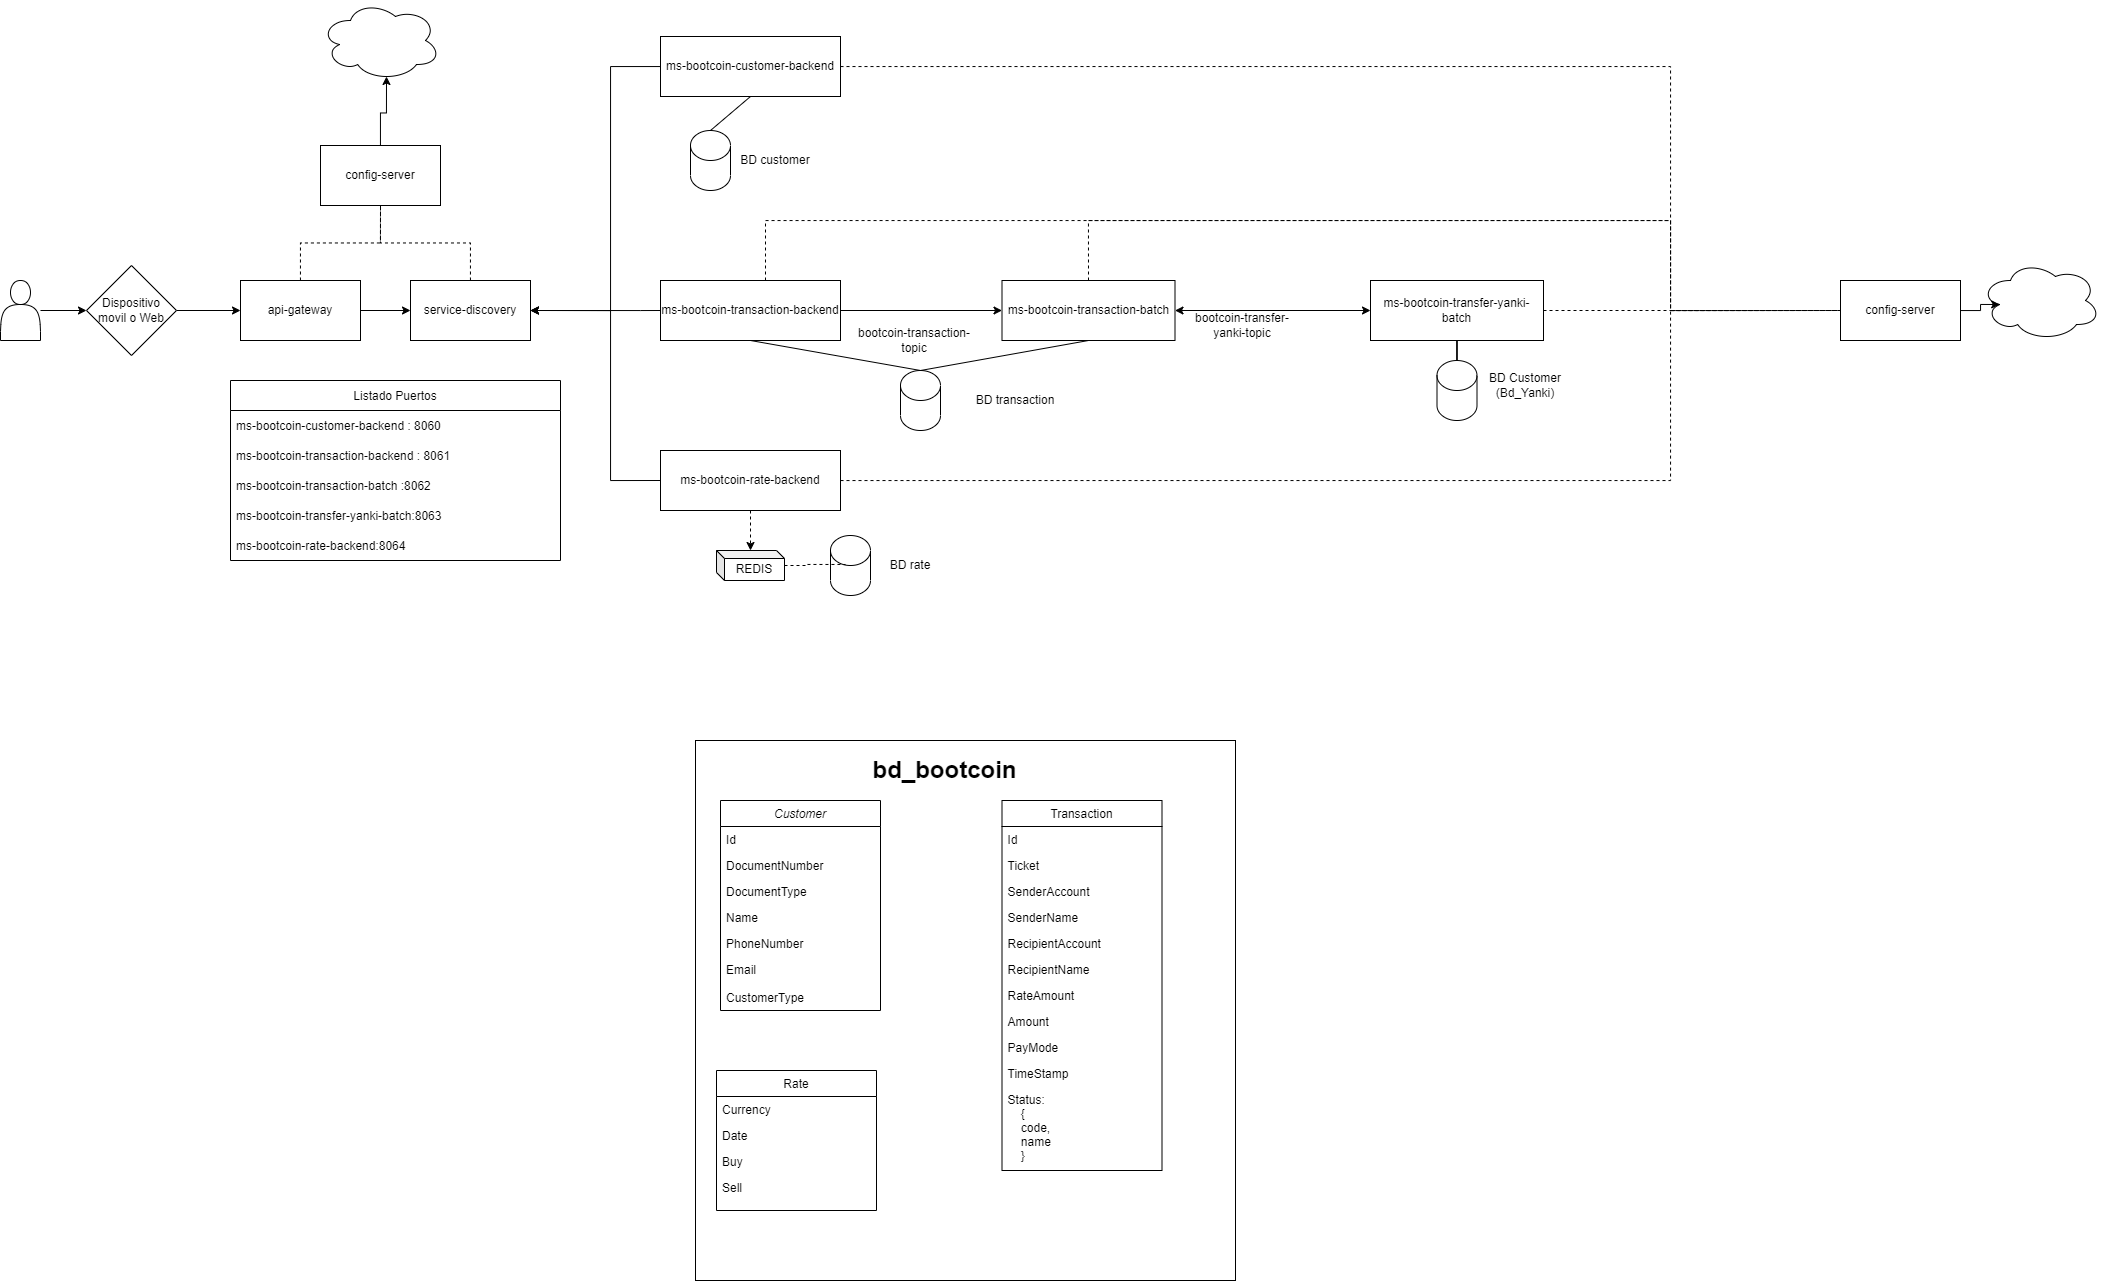 ms-bootcoin-customer-backend
BD customer
config-server
Dispositivo
movil o Web
api-gateway
service-discovery
ms-bootcoin-transaction-backend
bootcoin-transaction-
topic
ms-bootcoin-transaction-batch
bootcoin-transfer-
yanki-topic
ms-bootcoin-transfer-yanki-
batch
config-server
BD transaction
BD Customer
(Bd_Yanki)
Listado Puertos
ms-bootcoin-customer-backend : 8060
ms-bootcoin-transaction-backend : 8061
ms-bootcoin-transaction-batch :8062
ms-bootcoin-transfer-yanki-batch:8063
ms-bootcoin-rate-backend:8064
ms-bootcoin-rate-backend
REDIS
BD rate
bd_bootcoin
Customer
Id
DocumentNumber
DocumentType
Name
PhoneNumber
Email
CustomerType
Rate
Currency
Date
Buy
Sell
Transaction
Id
Ticket
SenderAccount
SenderName
RecipientAccount
RecipientName
RateAmount
Amount
PayMode
TimeStamp
Status:
{
code,
name
}